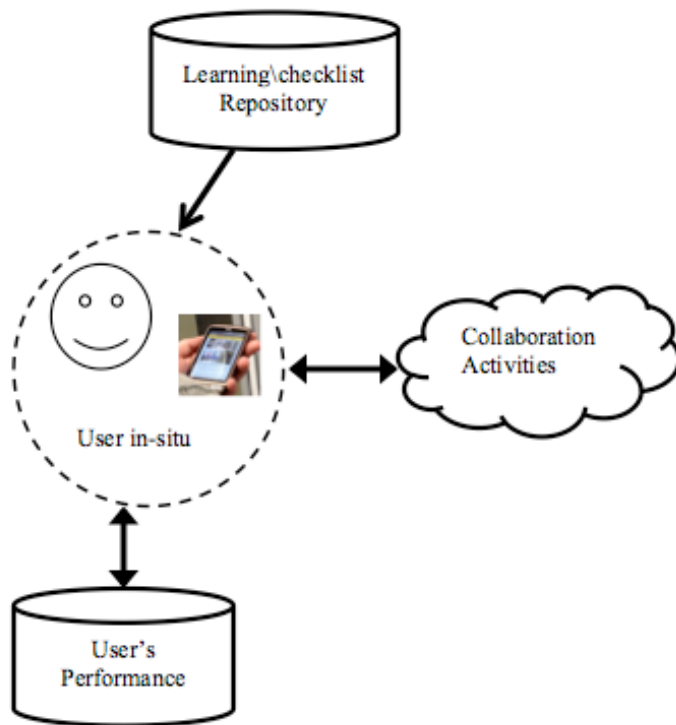 Learning\checklist
Repository
Collaboration
Activities
User in-situ
User's
Performance